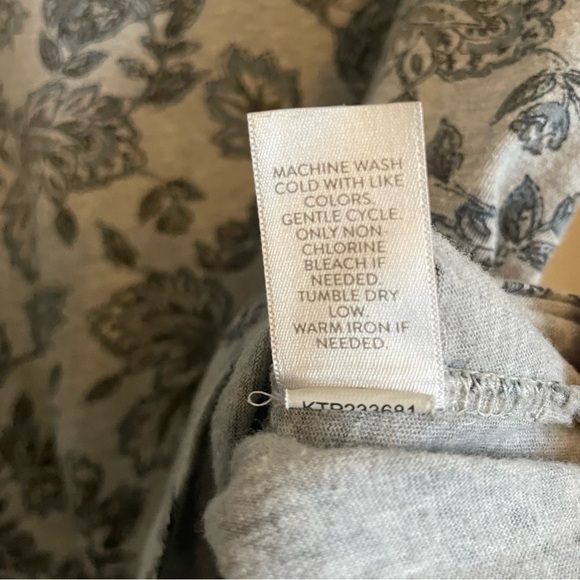 MACHINE WASH
COLD WITH LIKE
COLORS.
GENTLE CYCLE.
ONLY NON-
CHLORINE
BLEACH IF
NEEDED.
TUMBLE DRY
LOW.
WARM IRON IF
NEEDED.
KTP233681